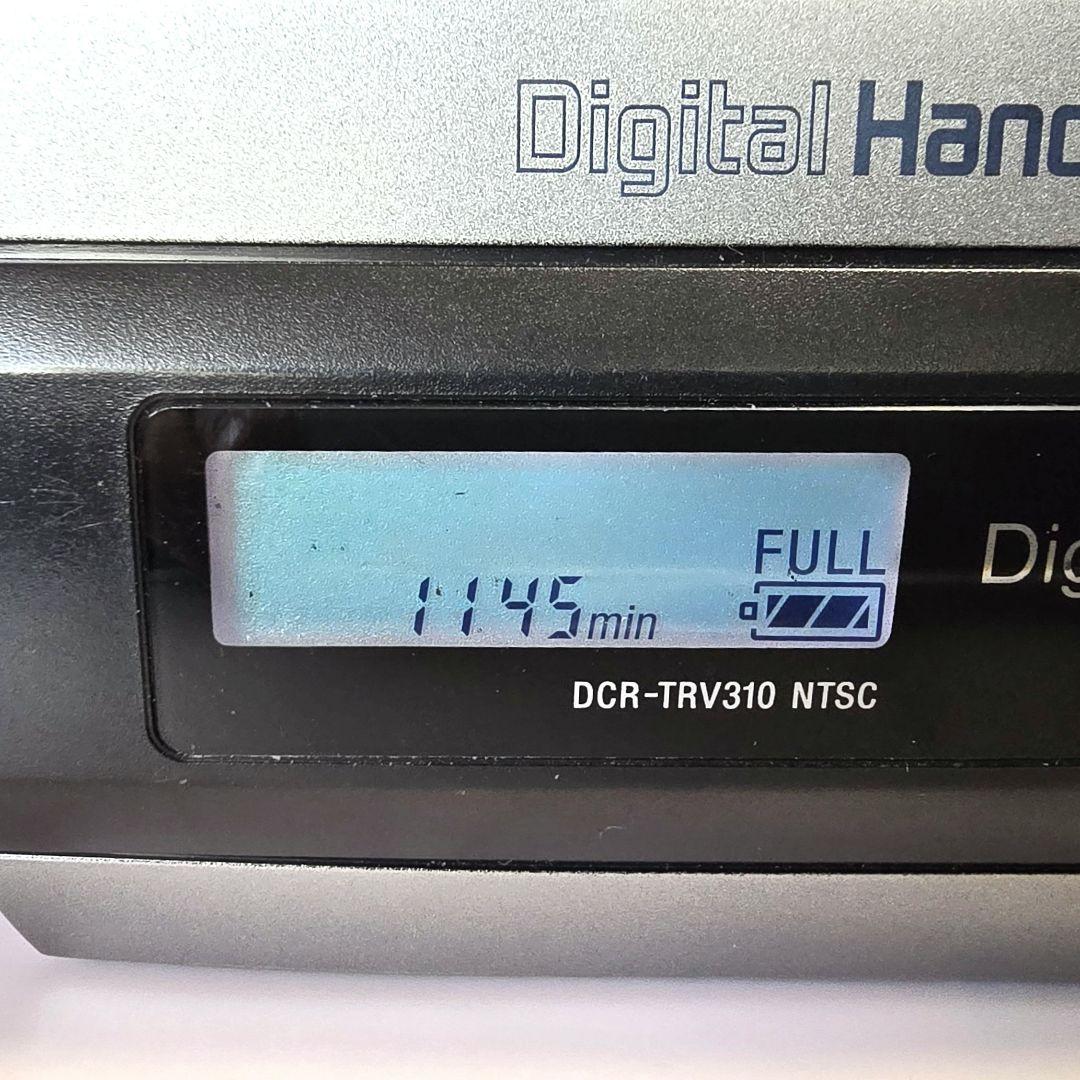 Digital Hand
Dig
FULL
1145min
DCR-TRV310 NTSC